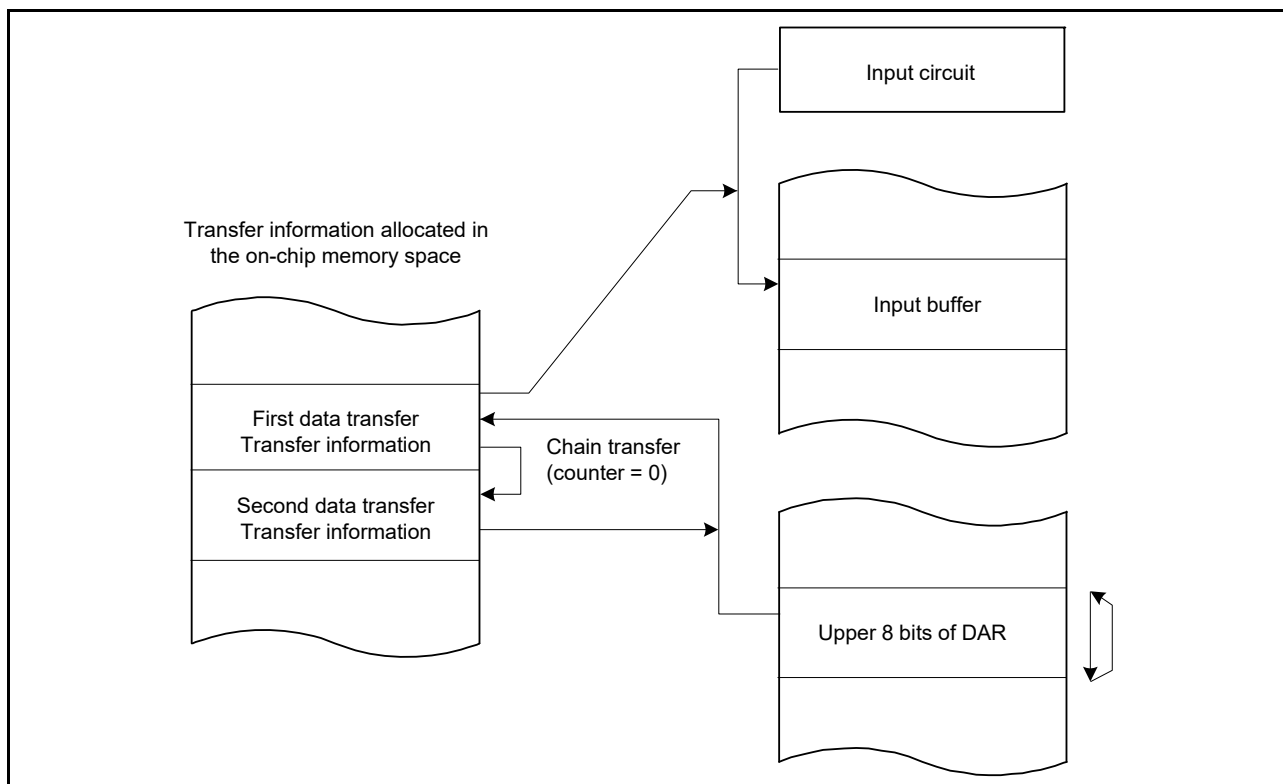 Input circuit
Transfer information allocated in
the on-chip memory space
Input buffer
First data transfer
Transfer information
Chain transfer
(counter = 0)
Second data transfer
Transfer information
Upper 8 bits of DAR